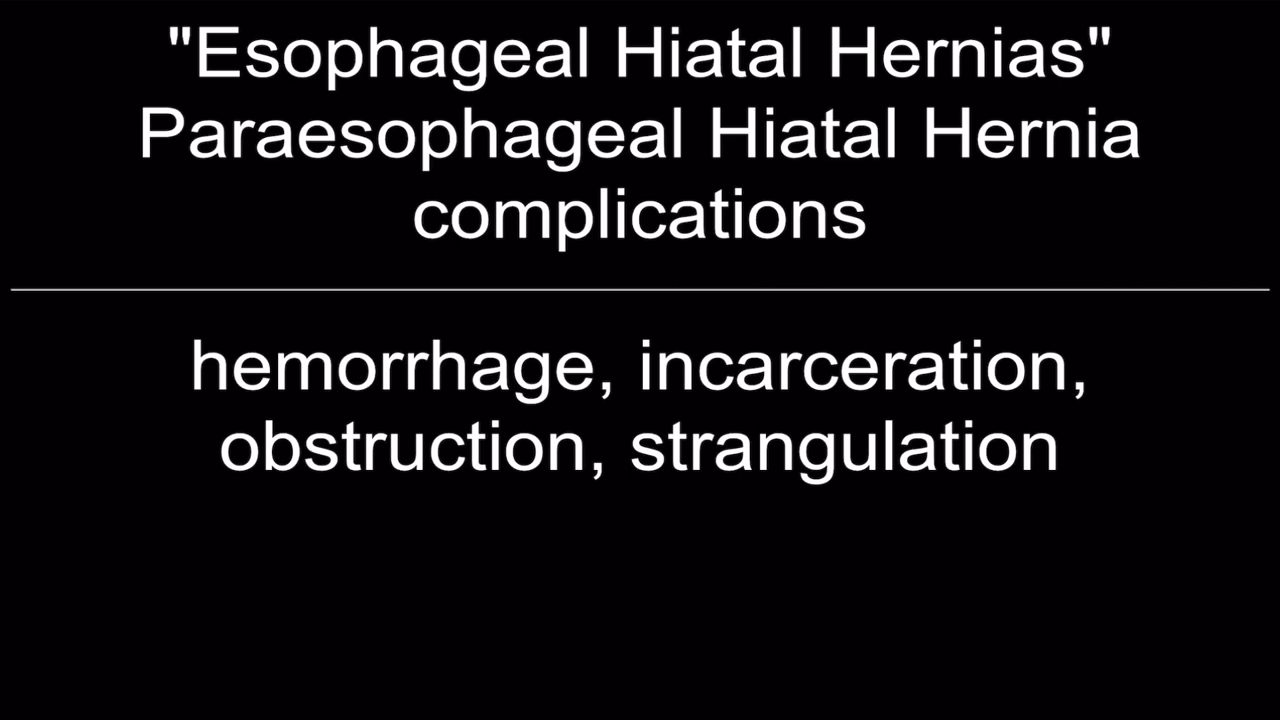 "Esophageal Hiatal Hernias"
Paraesophageal Hiatal Hernia
complications
hemorrhage, incarceration,
obstruction, strangulation